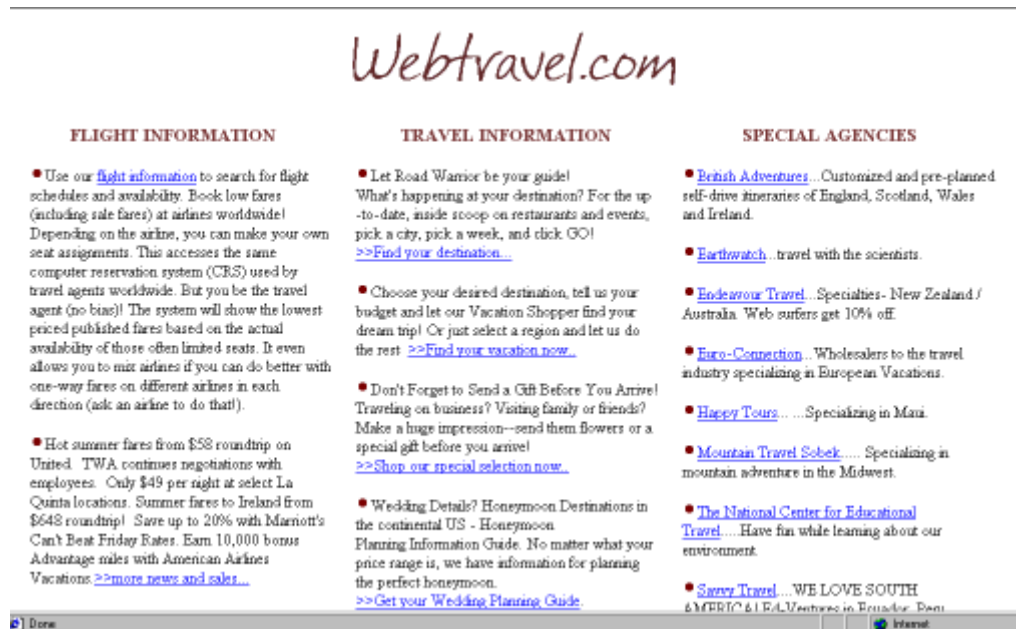 Webtravel.com
FLIGHT INFORMATION
Use our flight information to search for flight
schedules and availability. Book low fares
(including sale fares) at airlines worldwide!
Depending on the airline, you can make your own
seat assignments. This accesses the same
computer reservation system (CRS) used by
travel agents worldwide. But you be the travel
agent (no bias)! The system will show the lowest
priced published fares based on the actual
availability of those often limited seats. It even
allows you to mix airlines if you can do better with
one-way fares on different airlines in each
direction (ask an airline to do that!).
Hot summer fares from $58 roundtrip on
United. TWA continues negotiations with
employees. Only $49 per night at select La
Quinta locations. Summer fares to Ireland from
$648 roundtrip! Save up to 20% with Marriott's
Can't Beat Friday Rates. Earn 10,000 bonus
Advantage miles with American Airlines
Vacations.>>more news and sales...
TRAVEL INFORMATION
Let Road Warrior be your guide!
What's happening at your destination? For the up
-to-date, inside scoop on restaurants and events,
pick a city, pick a week, and click GO!
>>Find your destination...
Choose your desired destination, tell us your
budget and let our Vacation Shopper find your
dream trip! Or just select a region and let us do
the rest >>Find your vacation now..
Don't Forget to Send a Gift Before You Arrive!
Traveling on business? Visiting family or friends?
Make a huge impression--send them flowers or a
special gift before you arrive!
>>Shop our special selection now..
Wedding Details? Honeymoon Destinations in
the continental US - Honeymoon
Planning Information Guide. No matter what your
price range is, we have information for planning
the perfect honeymoon.
>>Get your Wedding Planning Guide.
SPECIAL AGENCIES
British Adventures...Customized and pre-planned
self-drive itineraries of England, Scotland, Wales
and Ireland.
Earthwatch...travel with the scientists.
Endeavour Travel...Specialties- New Zealand /
Australia. Web surfers get 10% off.
Euro-Connection...Wholesalers to the travel
industry specializing in European Vacations.
Happy Tours... ...Specializing in Maui.
Mountain Travel Sobek..... Specializing in
mountain adventure in the Midwest.
The National Center for Educational
Travel.....Have fun while learning about our
environment.
Savvy Travel....WE LOVE SOUTH
AMERICA! Ed-Ventures in Ecuador, Peru
Done
Internet